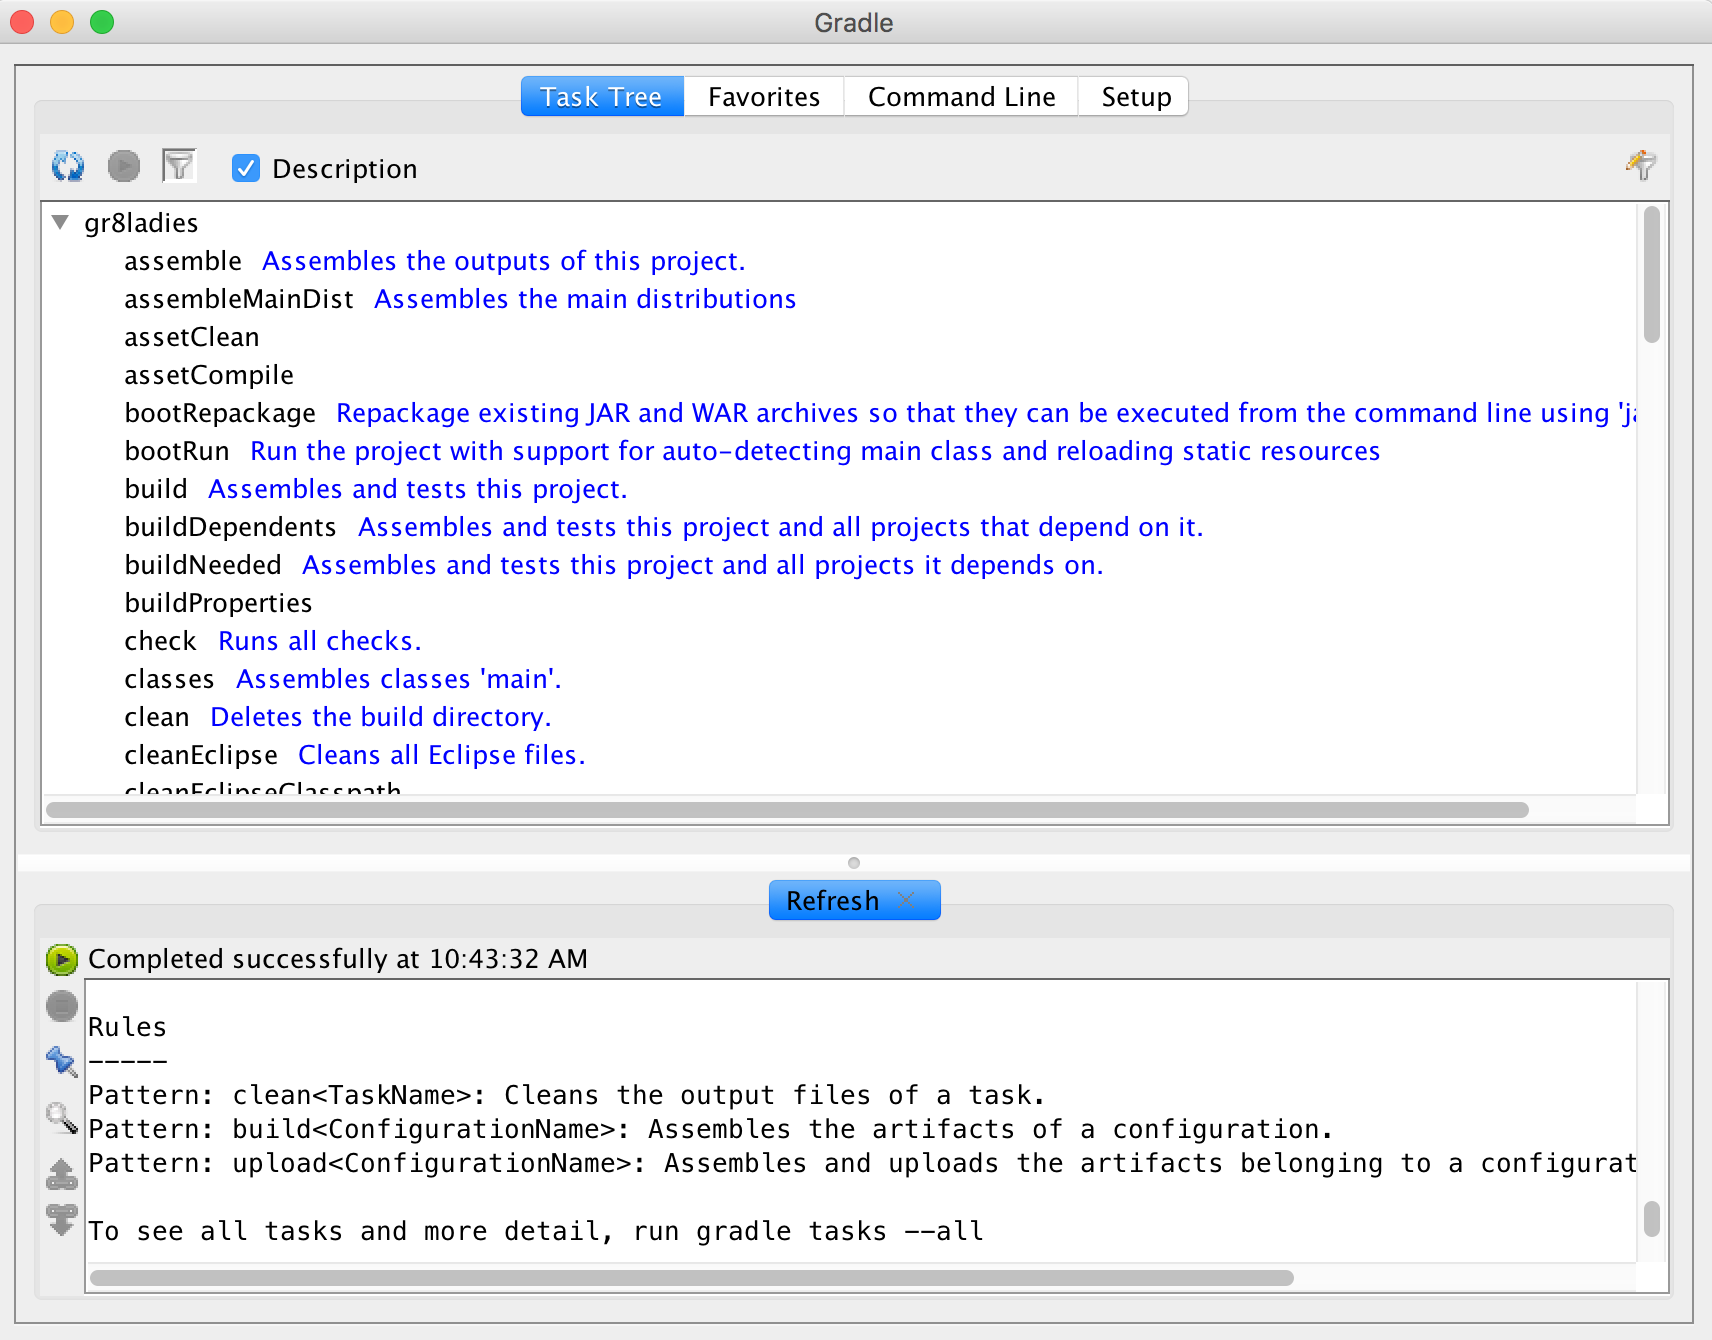 Gradle
Task Tree Favorites Command Line Setup
Description
gr8ladies
assemble Assembles the outputs of this project.
assembleMainDist Assembles the main distributions
assetClean
assetCompile
bootRepackage Repackage existing JAR and WAR archives so that they can be executed from the command line using 'ja
bootRun Run the project with support for auto-detecting main class and reloading static resources
build Assembles and tests this project.
buildDependents Assembles and tests this project and all projects that depend on it.
buildNeeded Assembles and tests this project and all projects it depends on.
buildProperties
check Runs all checks.
classes Assembles classes 'main'.
clean Deletes the build directory.
cleanEclipse Cleans all Eclipse files.
cleanEclipseClasspath
Refresh
Completed successfully at 10:43:32 AM
Rules
-----
Pattern: clean<TaskName>: Cleans the output files of a task.
Pattern: build<ConfigurationName>: Assembles the artifacts of a configuration.
Pattern: upload<ConfigurationName>: Assembles and uploads the artifacts belonging to a configurat
To see all tasks and more detail, run gradle tasks --all